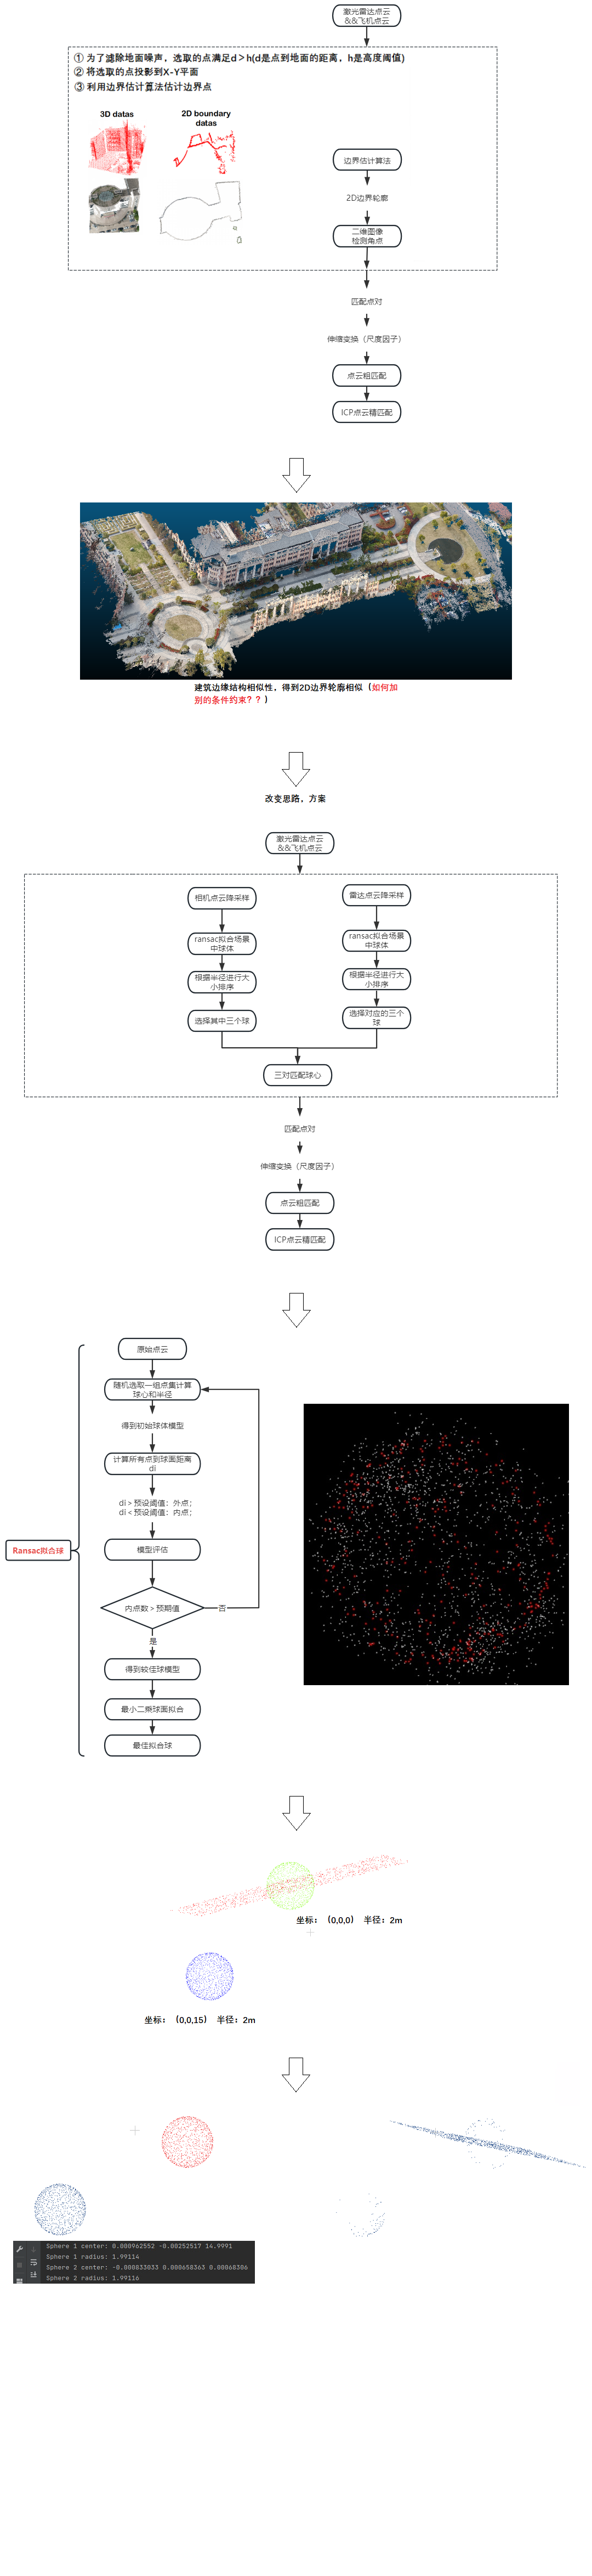 激光雷达点云
&&飞机点云
① 为了滤除地面噪声，选取的点满足d＞h(d是点到地面的距离，h是高度阈值)
② 将选取的点投影到X-Y平面
③ 利用边界估计算法估计边界点
3D datas
2D boundary
datas
边界估计算法
2D边界轮廓
二维图像
检测角点
匹配点对
伸缩变换（尺度因子）
点云粗匹配
ICP点云精匹配
建筑边缘结构相似性，得到2D边界轮廓相似（如何加
别的条件约束？？）
改变思路，方案
激光雷达点云
&&飞机点云
相机点云降采样
雷达点云降采样
ransac拟合场景
中球体
ransac拟合场景
中球体
根据半径进行大
小排序
根据半径进行大
小排序
选择其中三个球
选择对应的三个
球
三对匹配球心
匹配点对
伸缩变换（尺度因子）
点云粗匹配
ICP点云精匹配
原始点云
随机选取一组点集计算
球心和半径
得到初始球体模型
计算所有点到球面距离
di
di＞预设阈值：外点；
di＜预设阈值：内点；
Ransac拟合球
模型评估
内点数＞预期值
否
是
得到较佳球模型
最小二乘球面拟合
最佳拟合球
坐标：（0,0,0） 半径：2m
坐标：（0,0,15） 半径：2m
Sphere 1 center: 0.000962552 -0.00252517 14.9991
Sphere 1 radius: 1.99114
Sphere 2 center: -0.000833033 0.000658363 0.00068306
Sphere 2 radius: 1.99116